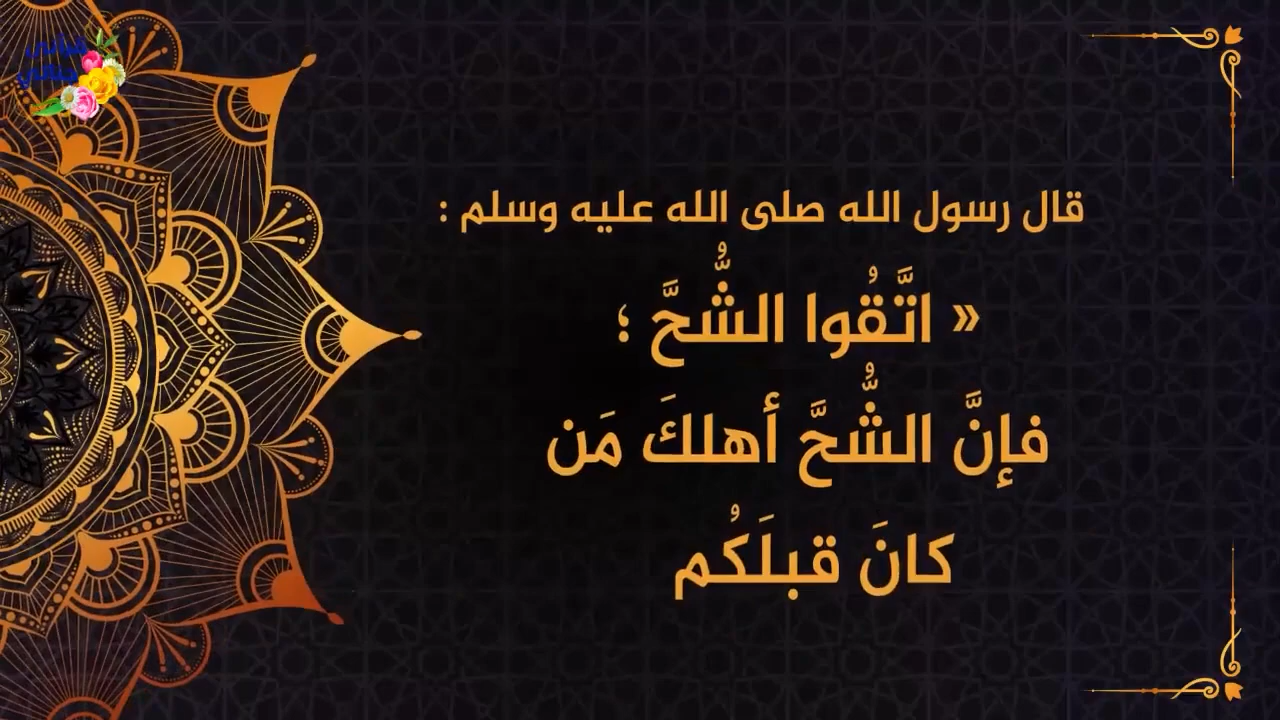 قال رسول الله صلى الله عليه وسلم :
« اتَّقُوا الشُّحَّ ؛
فإنَّ الشُّحَّ أهلكَ مَن
كانَ قبلَكُم